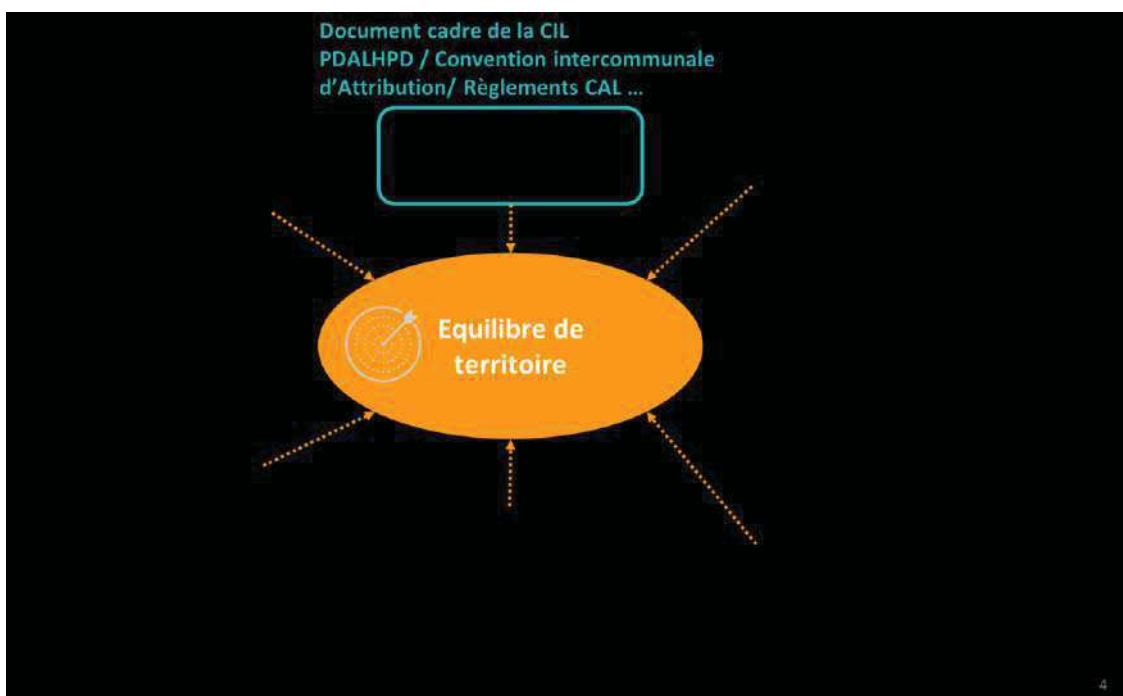 Document cadre de la CIL
PDALHPD / Convention intercommunale
d'Attribution/ Règlements CAL ...
Equilibre de
territoire
4